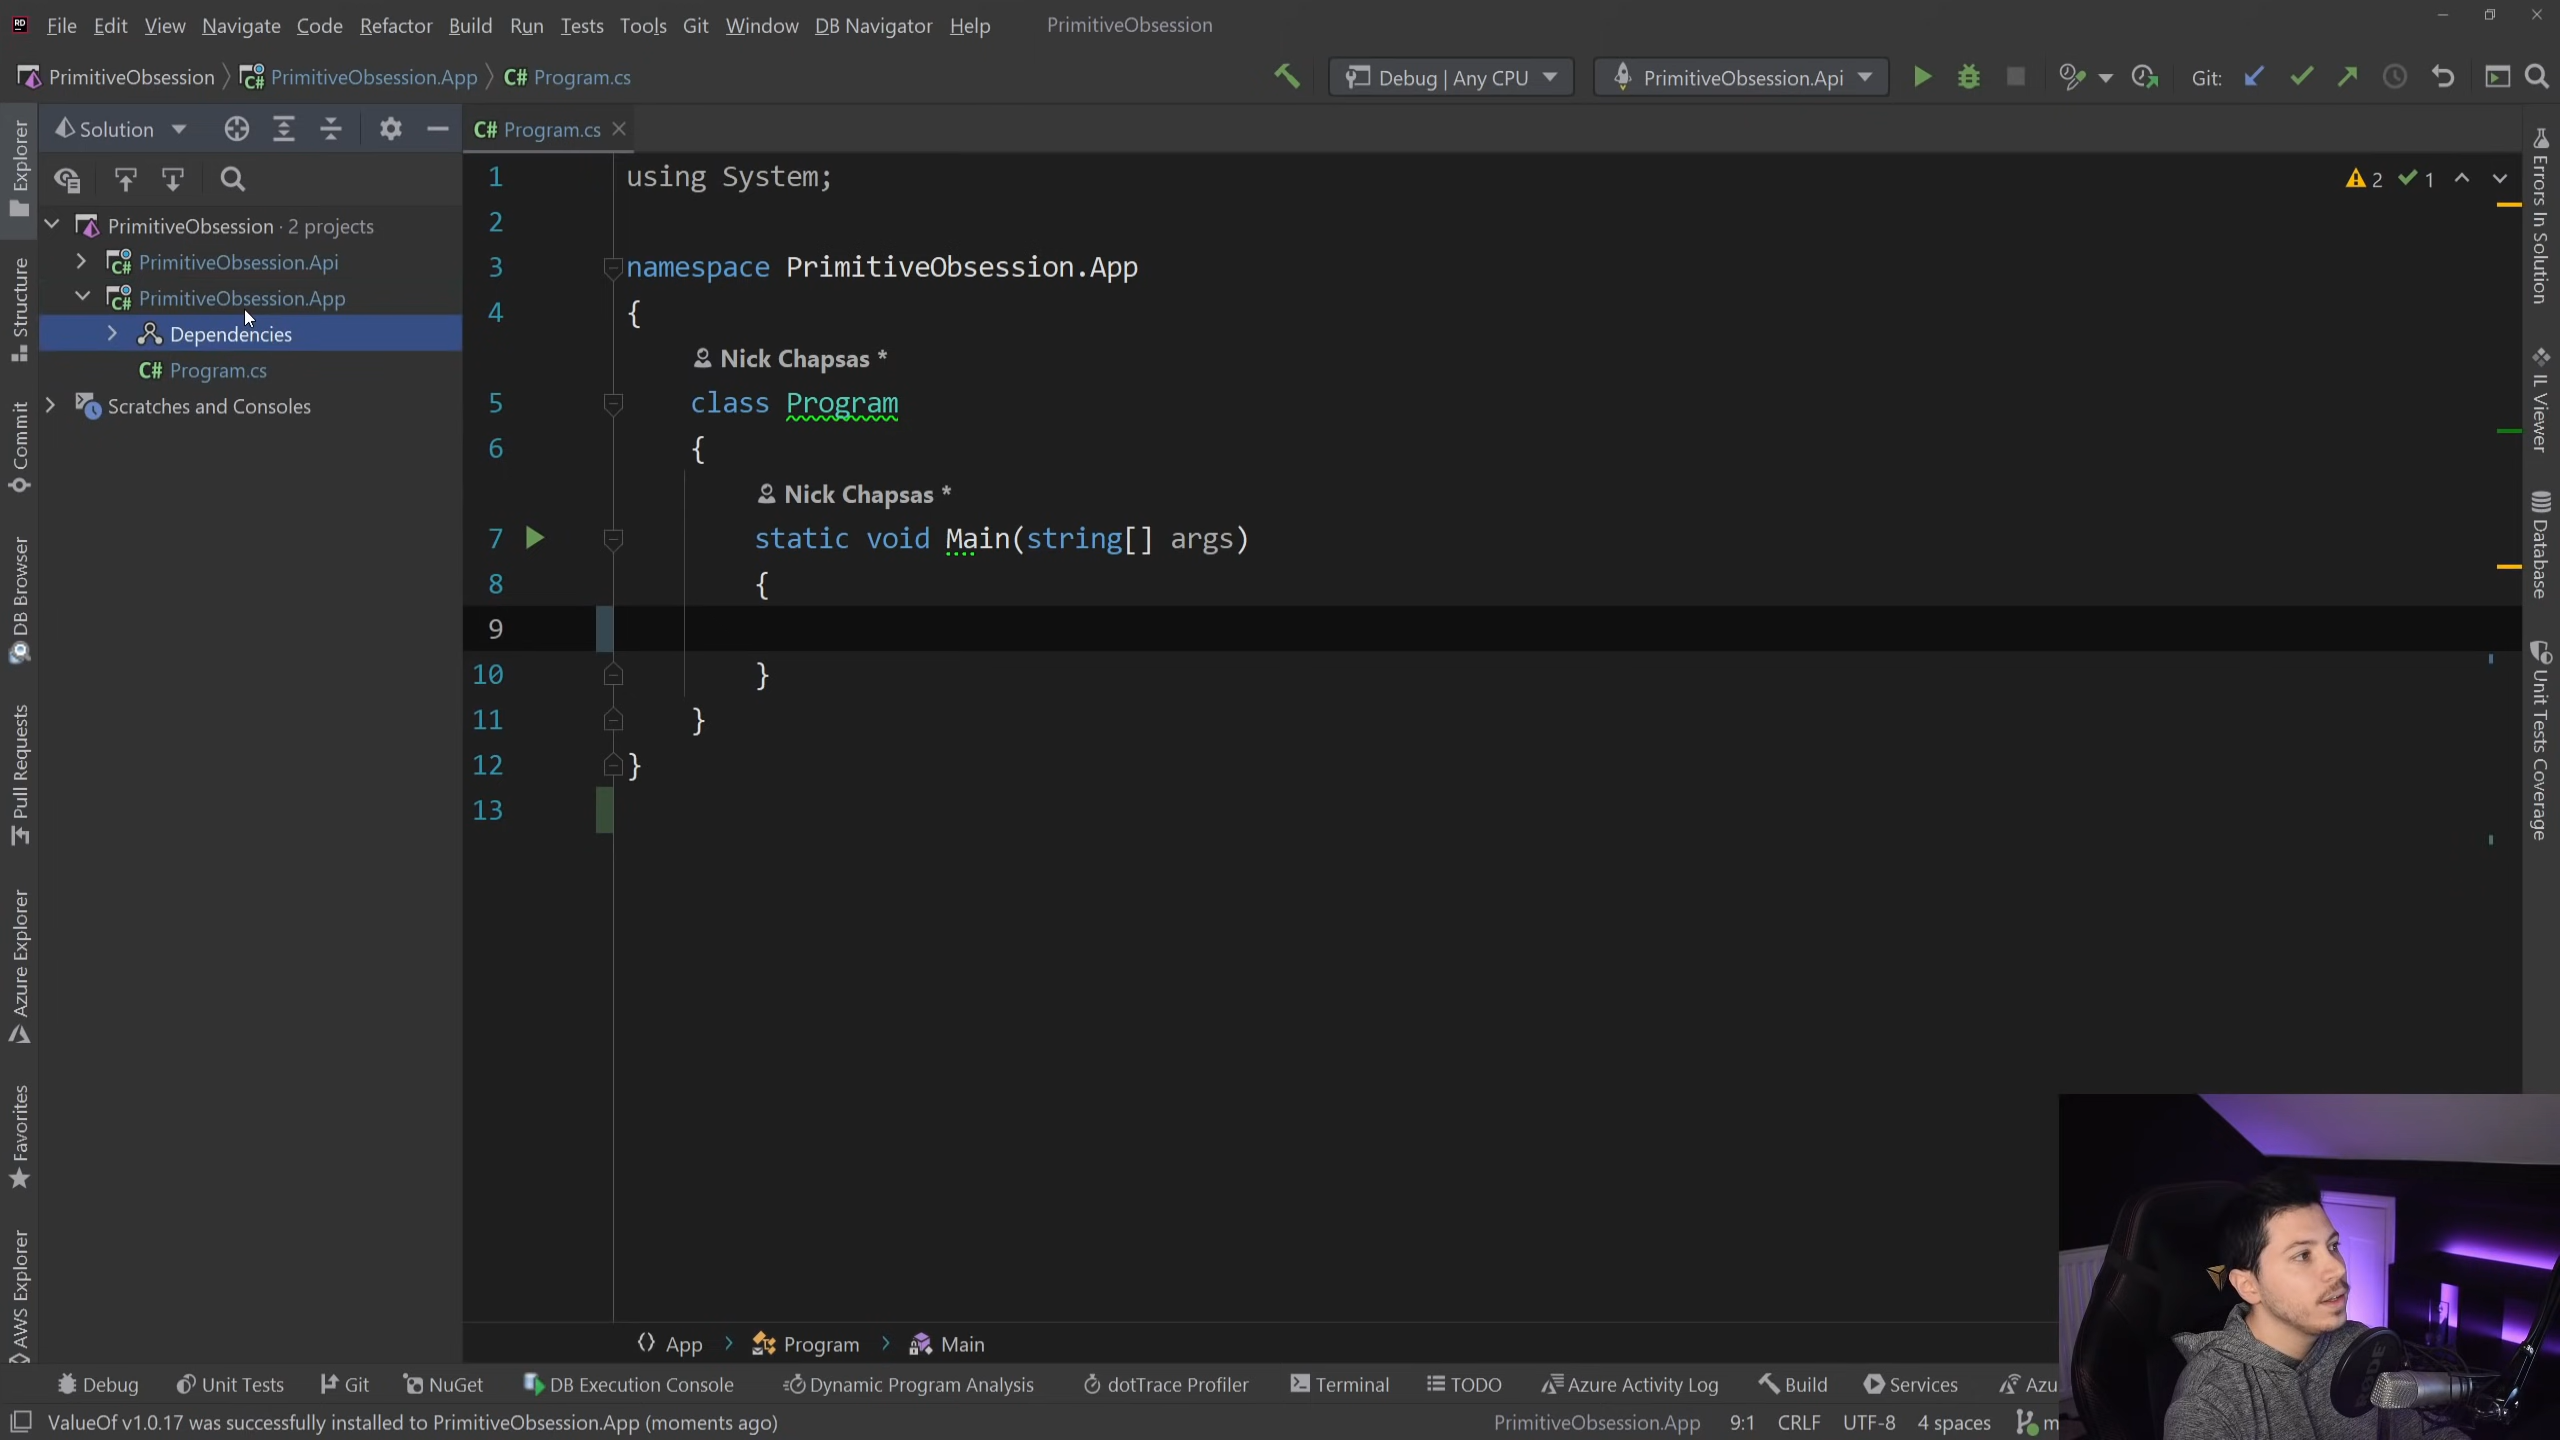 File Edit View Navigate Code Refactor Build Run Tests Tools Git Window DB Navigator Help PrimitiveObsession
PrimitiveObsession PrimitiveObsession.App C# Program.cs Debug | Any CPU PrimitiveObsession.Api Git:
Solution
C# Program.cs
PrimitiveObsession · 2 projects
PrimitiveObsession.Api
PrimitiveObsession.App
Dependencies
C# Program.cs
Scratches and Consoles
Explorer
Structure
Commit
DB Browser
Pull Requests
Azure Explorer
Favorites
AWS Explorer
2 1
1 using System;
2
3 namespace PrimitiveObsession.App
4 {
Nick Chapsas *
5 class Program
6 {
Nick Chapsas *
7 static void Main(string[] args)
8 {
9
10 }
11 }
12 }
13
Errors In Solution
IL Viewer
Database
Unit Tests Coverage
App Program Main
Debug Unit Tests Git NuGet DB Execution Console Dynamic Program Analysis dotTrace Profiler Terminal TODO Azure Activity Log Build Services Azu
ValueOf v1.0.17 was successfully installed to PrimitiveObsession.App (moments ago) PrimitiveObsession.App 9:1 CRLF UTF-8 4 spaces m